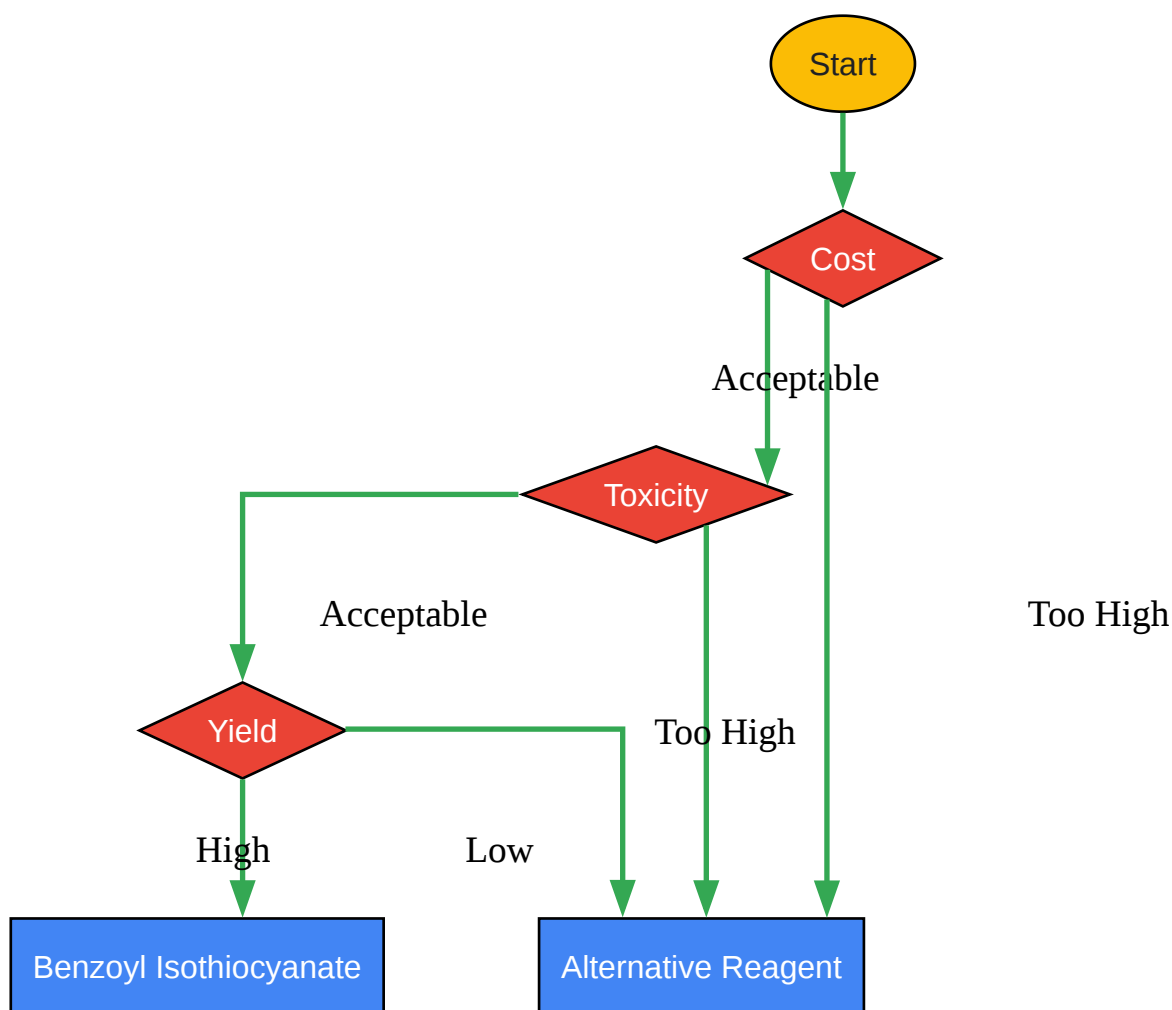 Start
Cost
Acceptable
Toxicity
Acceptable
Too High
Yield
Too High
High
Low
Benzoyl Isothiocyanate
Alternative Reagent